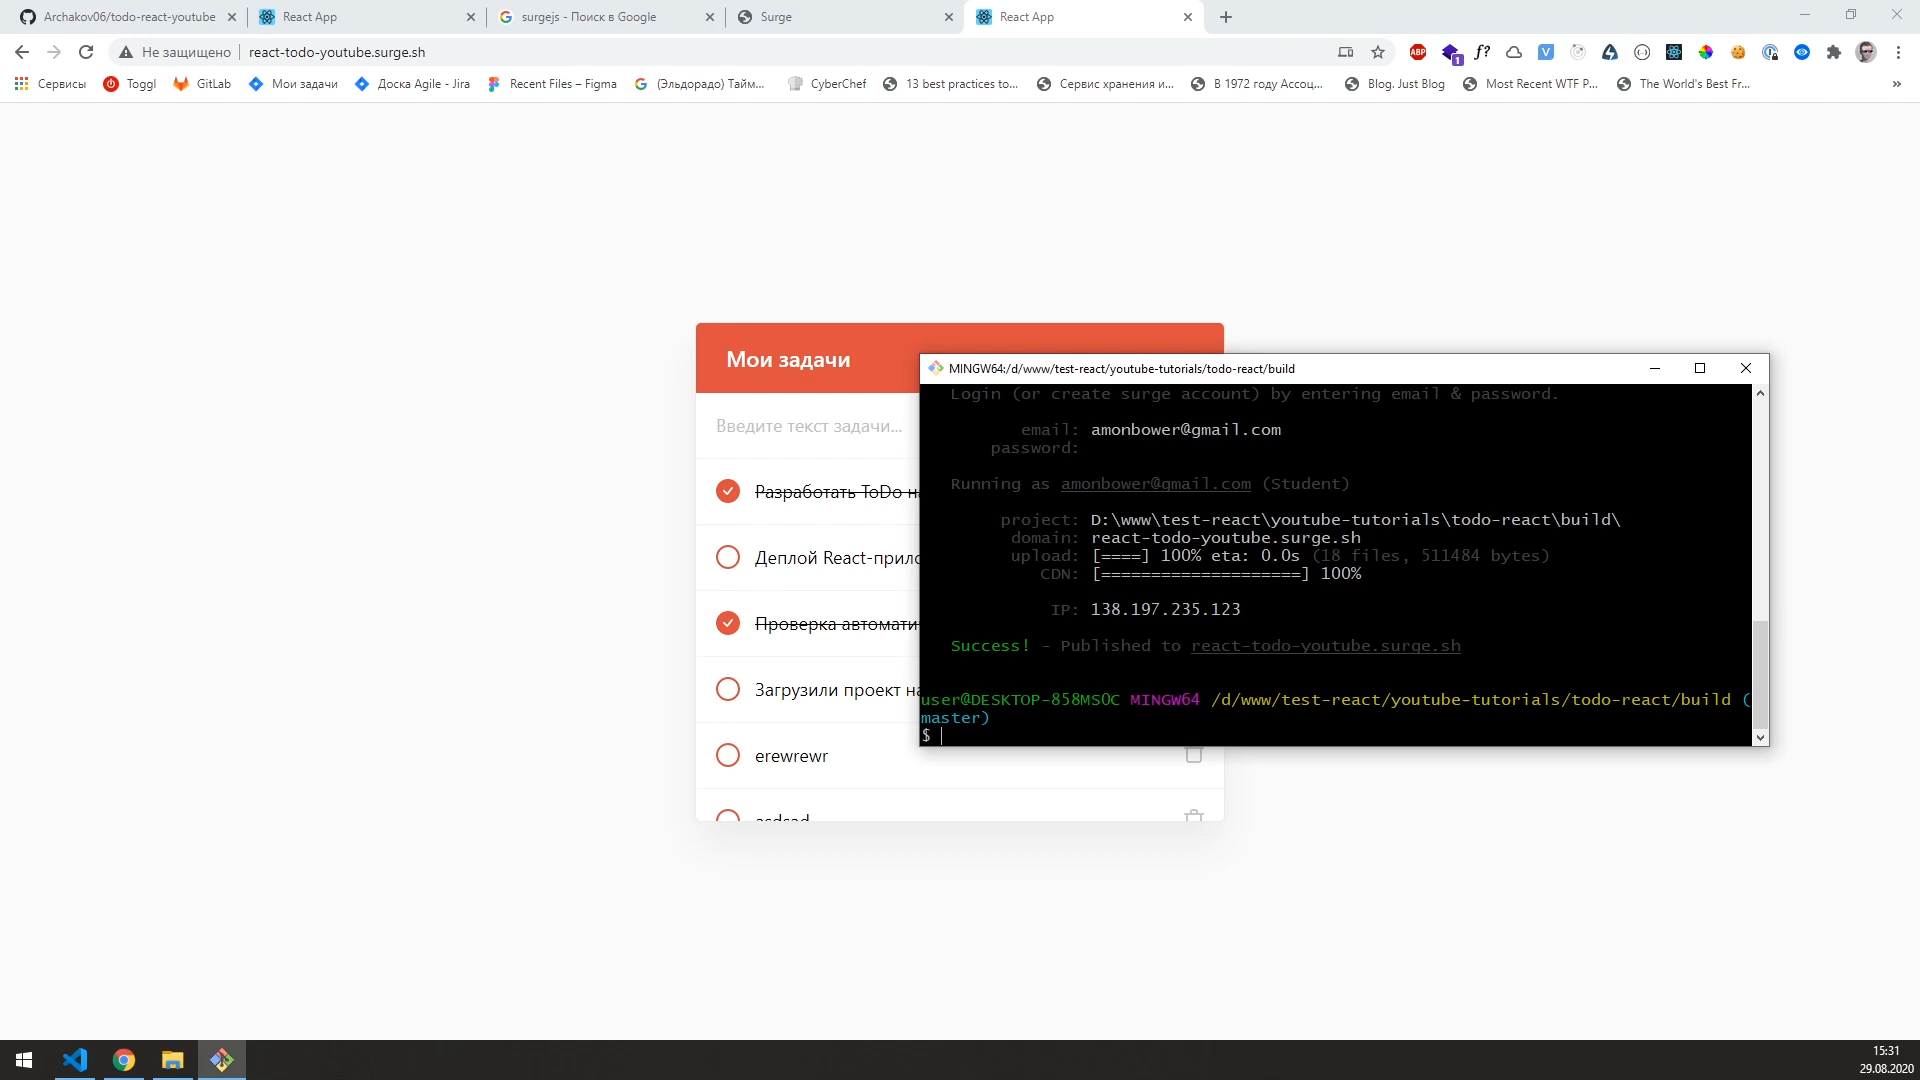 Archakov06/todo-react-youtube
React App
surgejs - Поиск в Google
Surge
React App
Не защищено
react-todo-youtube.surge.sh
ABP
1
f?
V
Сервисы
Toggl
GitLab
Мои задачи
Доска Agile - Jira
Recent Files – Figma
(Эльдорадо) Тайм...
CyberChef
13 best practices to...
Сервис хранения и...
В 1972 году Ассоц...
Blog. Just Blog
Most Recent WTF P...
The World's Best Fr...
»
Мои задачи
Введите текст задачи...
Разработать ToDo на
Деплой React-прило
Проверка автомати
Загрузили проект на
erewrewr
MINGW64:/d/www/test-react/youtube-tutorials/todo-react/build
Login (or create surge account) by entering email & password.
email: amonbower@gmail.com
password:
Running as amonbower@gmail.com (Student)
project: D:\www\test-react\youtube-tutorials\todo-react\build\
domain: react-todo-youtube.surge.sh
upload: [====] 100% eta: 0.0s (18 files, 511484 bytes)
CDN: [====================] 100%
IP: 138.197.235.123
Success! - Published to react-todo-youtube.surge.sh
user@DESKTOP-858MSOC MINGW64 /d/www/test-react/youtube-tutorials/todo-react/build (
master)
$
15:31
29.08.2020